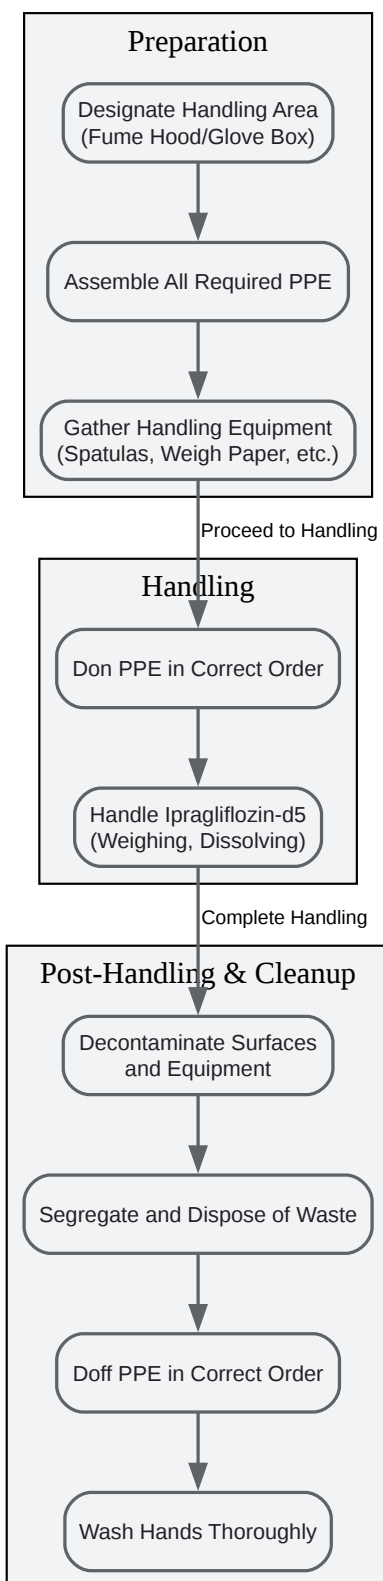 Preparation
Designate Handling Area
(Fume Hood/Glove Box)
Assemble All Required PPE
Gather Handling Equipment
(Spatulas, Weigh Paper, etc.)
Proceed to Handling
Handling
Don PPE in Correct Order
Handle Ipragliflozin-d5
(Weighing, Dissolving)
Complete Handling
Post-Handling & Cleanup
Decontaminate Surfaces
and Equipment
Segregate and Dispose of Waste
Doff PPE in Correct Order
Wash Hands Thoroughly